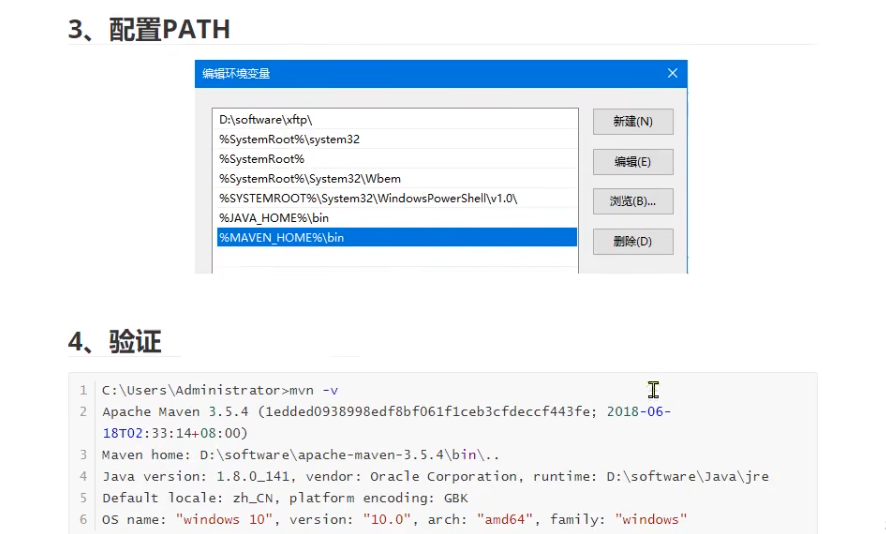 3、配置PATH
编辑环境变量
D:\software\xftp\
%SystemRoot%\system32
%SystemRoot%
%SystemRoot%\System32\Wbem
%SYSTEMROOT%\System32\WindowsPowerShell\v1.0\
%JAVA_HOME%\bin
%MAVEN_HOME%\bin
新建(N)
编辑(E)
浏览(B)...
删除(D)
4、验证
1 C:\Users\Administrator>mvn -v
2 Apache Maven 3.5.4 (1edded0938998edf8bf061f1ceb3cfdeccf443fe; 2018-06-
18T02:33:14+08:00)
3 Maven home: D:\software\apache-maven-3.5.4\bin\..
4 Java version: 1.8.0_141, vendor: Oracle Corporation, runtime: D:\software\Java\jre
5 Default locale: zh_CN, platform encoding: GBK
6 OS name: "windows 10", version: "10.0", arch: "amd64", family: "windows"